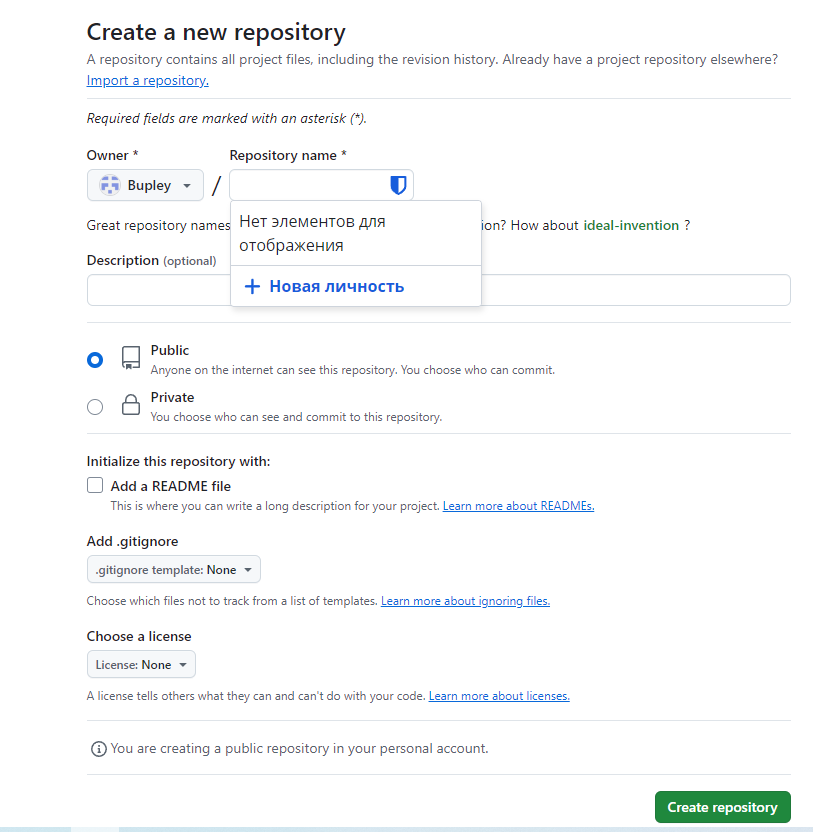 Create a new repository
A repository contains all project files, including the revision history. Already have a project repository elsewhere?
Import a repository.
Required fields are marked with an asterisk (*).
Owner *
Repository name *
Bupley
/
Great repository names
ion? How about ideal-invention ?
Нет элементов для
отображения
+ Новая личность
Description (optional)
Public
Anyone on the internet can see this repository. You choose who can commit.
Private
You choose who can see and commit to this repository.
Initialize this repository with:
Add a README file
This is where you can write a long description for your project. Learn more about READMEs.
Add .gitignore
.gitignore template: None
Choose which files not to track from a list of templates. Learn more about ignoring files.
Choose a license
License: None
A license tells others what they can and can't do with your code. Learn more about licenses.
You are creating a public repository in your personal account.
Create repository